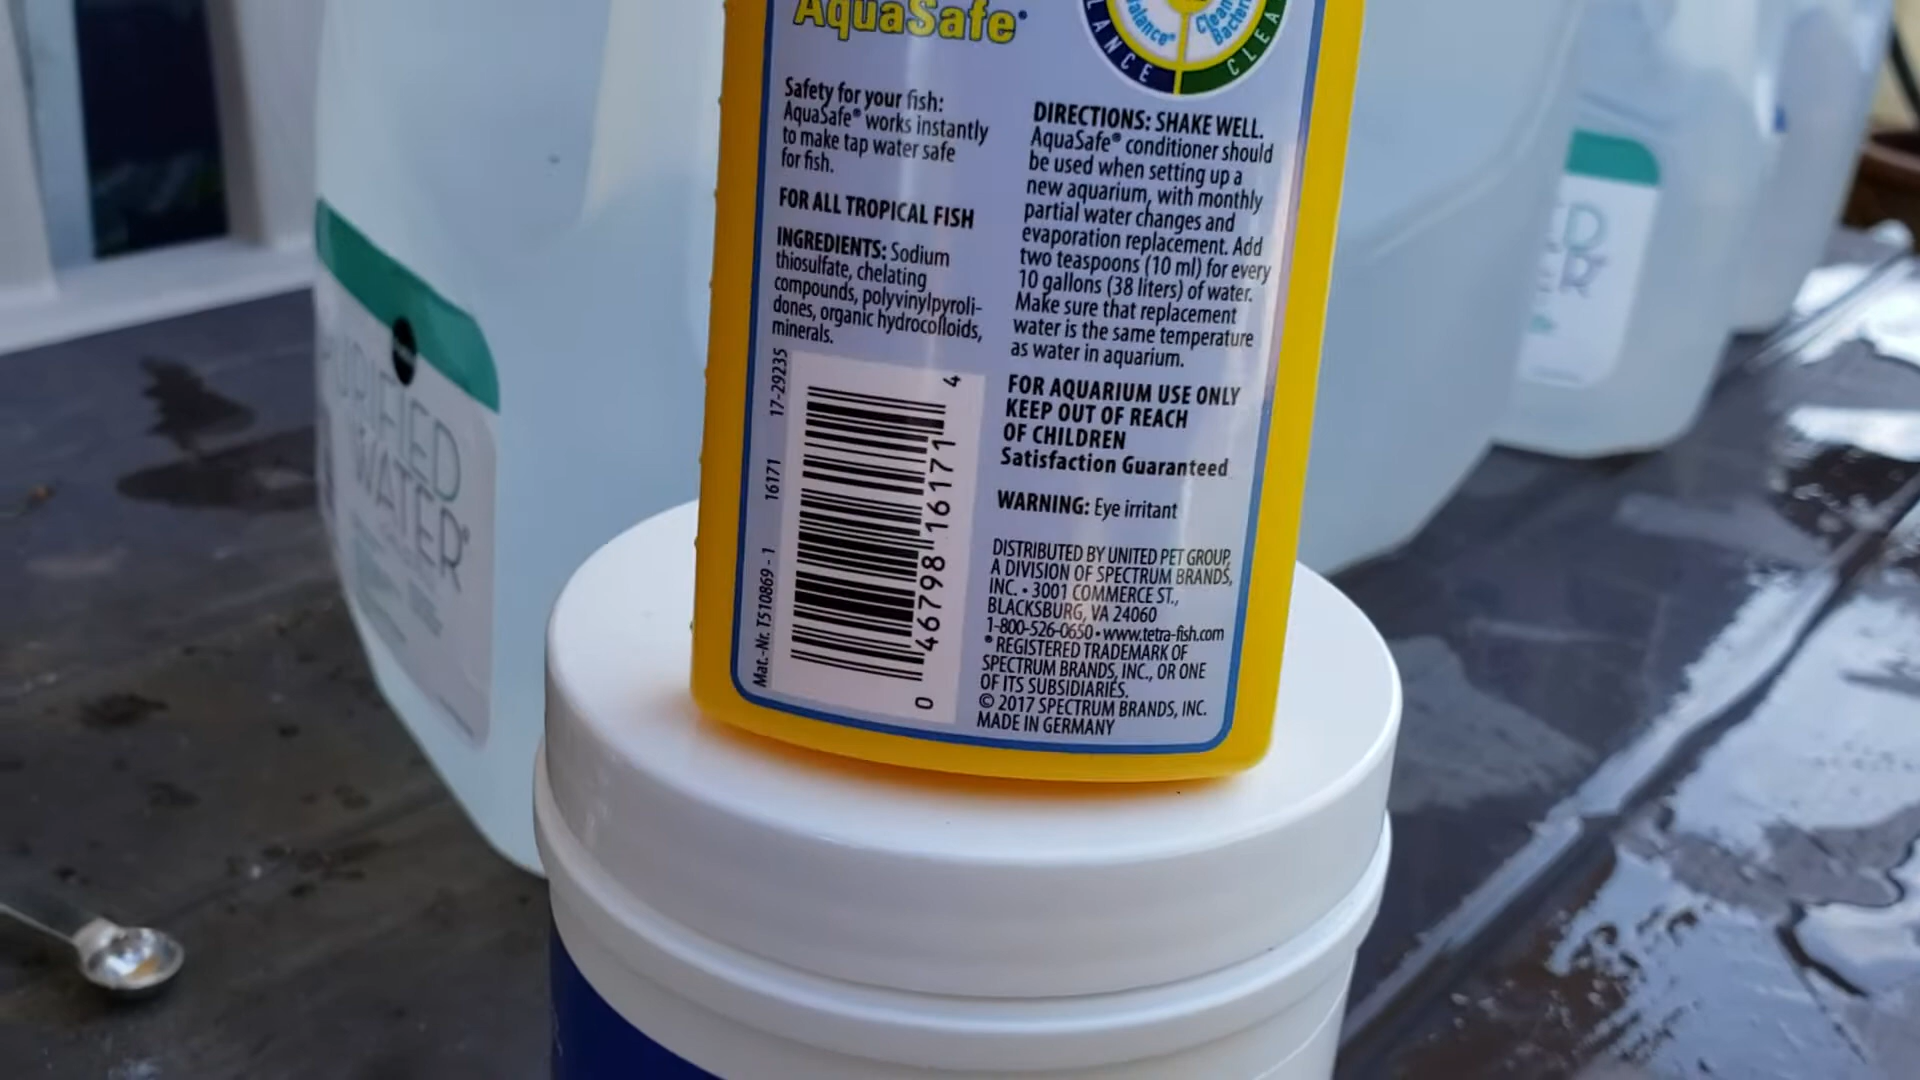 AquaSafe®
Balance®
Clean
Bacteria
LANCE
CLEA
Safety for your fish:
AquaSafe® works instantly
to make tap water safe
for fish.
FOR ALL TROPICAL FISH
INGREDIENTS: Sodium
thiosulfate, chelating
compounds, polyvinylpyroli-
dones, organic hydrocolloids,
minerals.
DIRECTIONS: SHAKE WELL.
AquaSafe® conditioner should
be used when setting up a
new aquarium, with monthly
partial water changes and
evaporation replacement. Add
two teaspoons (10 ml) for every
10 gallons (38 liters) of water.
Make sure that replacement
water is the same temperature
as water in aquarium.
FOR AQUARIUM USE ONLY
KEEP OUT OF REACH
OF CHILDREN
Satisfaction Guaranteed
WARNING: Eye irritant
DISTRIBUTED BY UNITED PET GROUP,
A DIVISION OF SPECTRUM BRANDS,
INC. • 3001 COMMERCE ST.,
BLACKSBURG, VA 24060
1-800-526-0650 • www.tetra-fish.com
® REGISTERED TRADEMARK OF
SPECTRUM BRANDS, INC., OR ONE
OF ITS SUBSIDIARIES.
© 2017 SPECTRUM BRANDS, INC.
MADE IN GERMANY
Mat.-Nr. T510869 - 1 16171 17-29235
0 46798 16171 4
PURIFIED
WATER®
ED
ER®